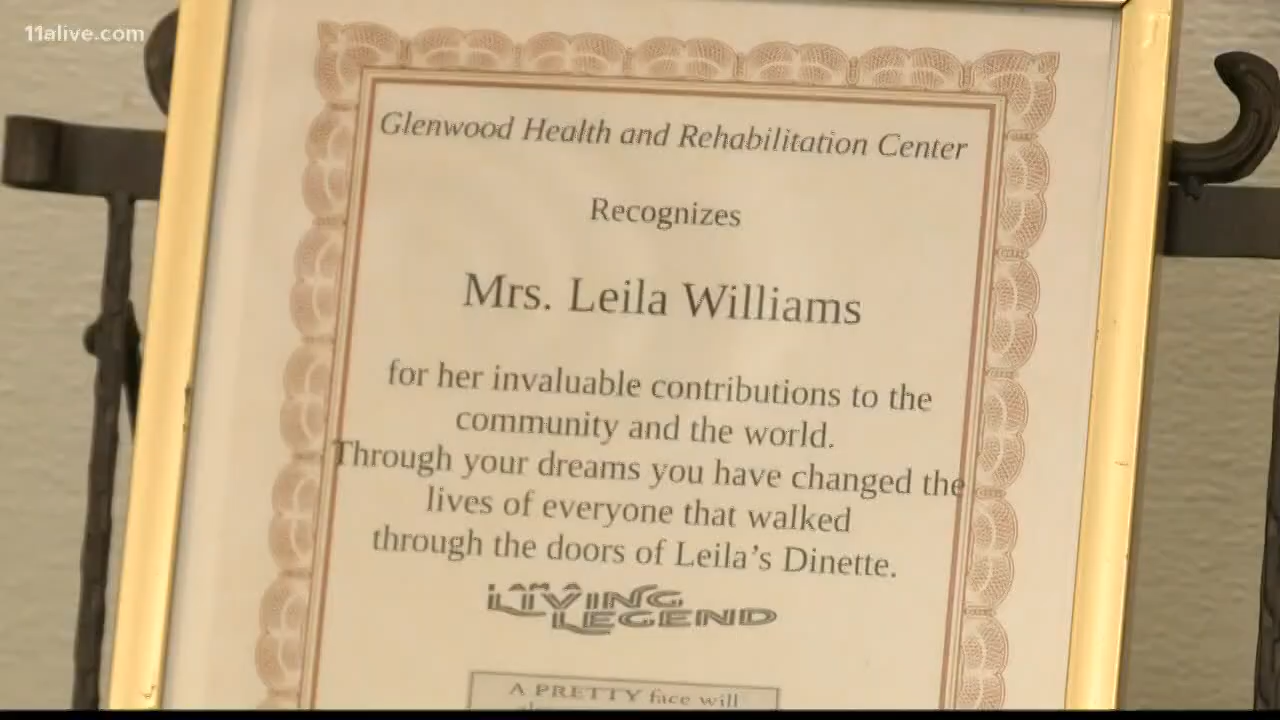 11alive.com
Glenwood Health and Rehabilitation Center
Recognizes
Mrs. Leila Williams
for her invaluable contributions to the
community and the world.
Through your dreams you have changed the
lives of everyone that walked
through the doors of Leila's Dinette.
LIVING
LEGEND
A PRETTY face will